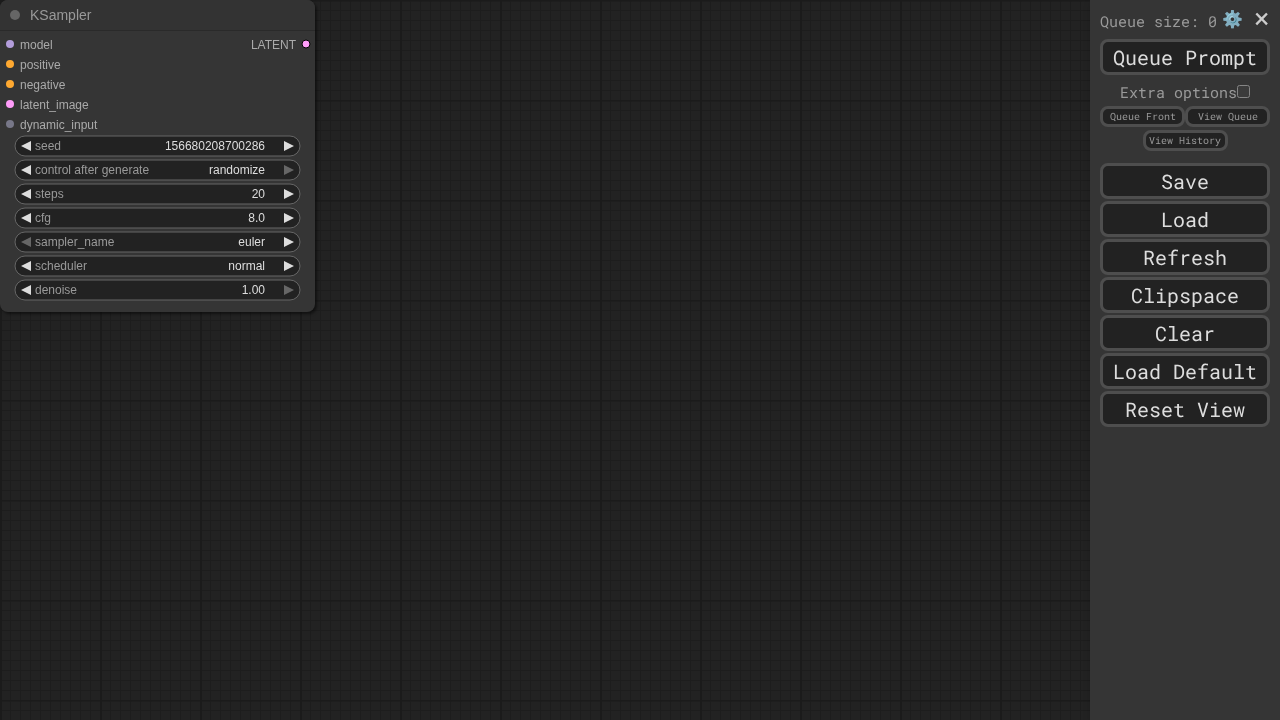 KSampler
model
LATENT
positive
negative
latent_image
dynamic_input
seed 156680208700286
control after generate randomize
steps 20
cfg 8.0
sampler_name euler
scheduler normal
denoise 1.00
Queue size: 0
Queue Prompt
Extra options
Queue Front View Queue
View History
Save
Load
Refresh
Clipspace
Clear
Load Default
Reset View